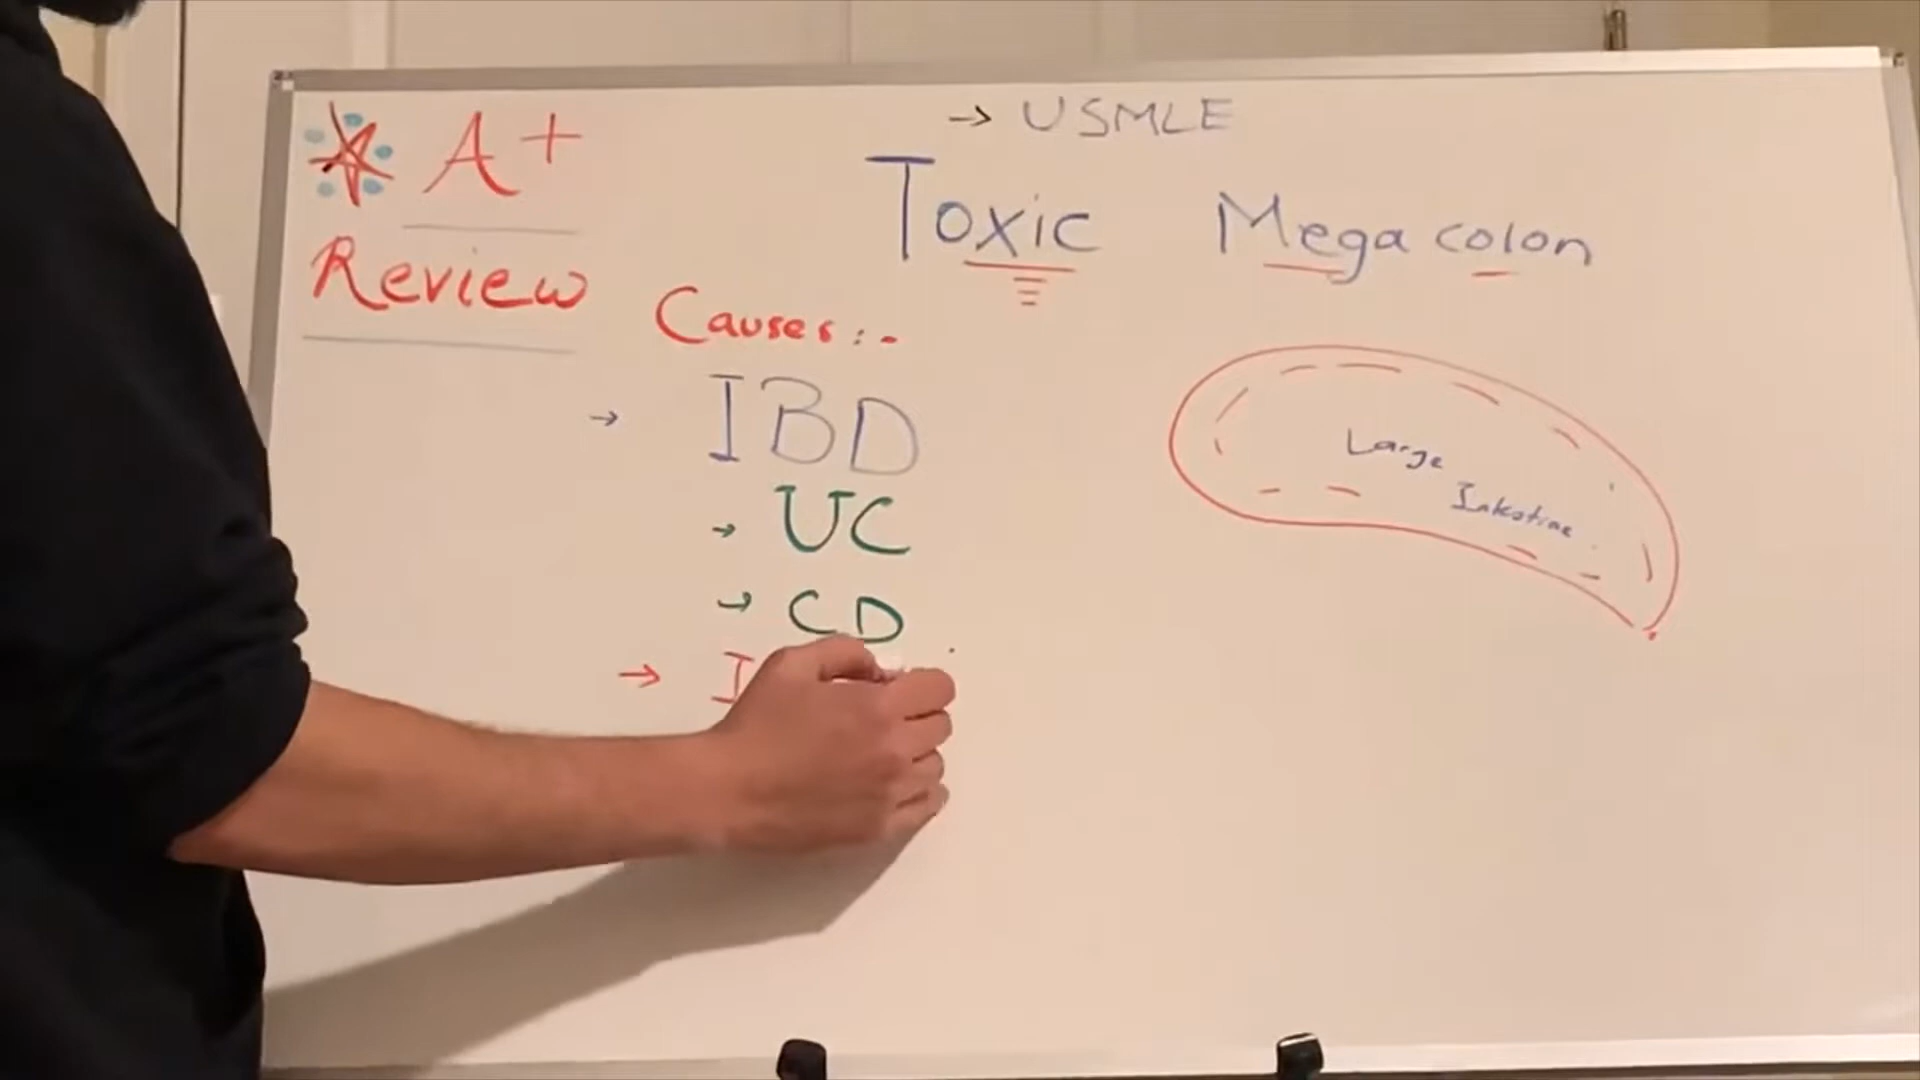 → USMLE
A+
Review
Toxic Megacolon
Causes :-
→ IBD
→ UC
→ CD
→ I
Large
Intestine